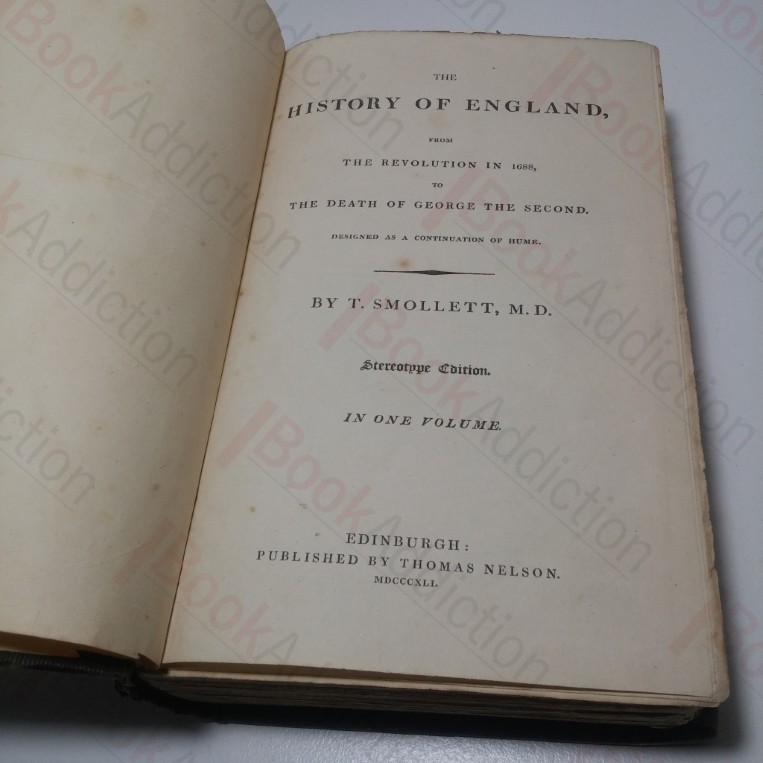 THE
HISTORY OF ENGLAND,
FROM
THE REVOLUTION IN 1688,
TO
THE DEATH OF GEORGE THE SECOND.
DESIGNED AS A CONTINUATION OF HUME.
BY T. SMOLLETT, M.D.
Stereotype Edition.
IN ONE VOLUME.
EDINBURGH:
PUBLISHED BY THOMAS NELSON.
MDCCCXLI.
BookAddiction